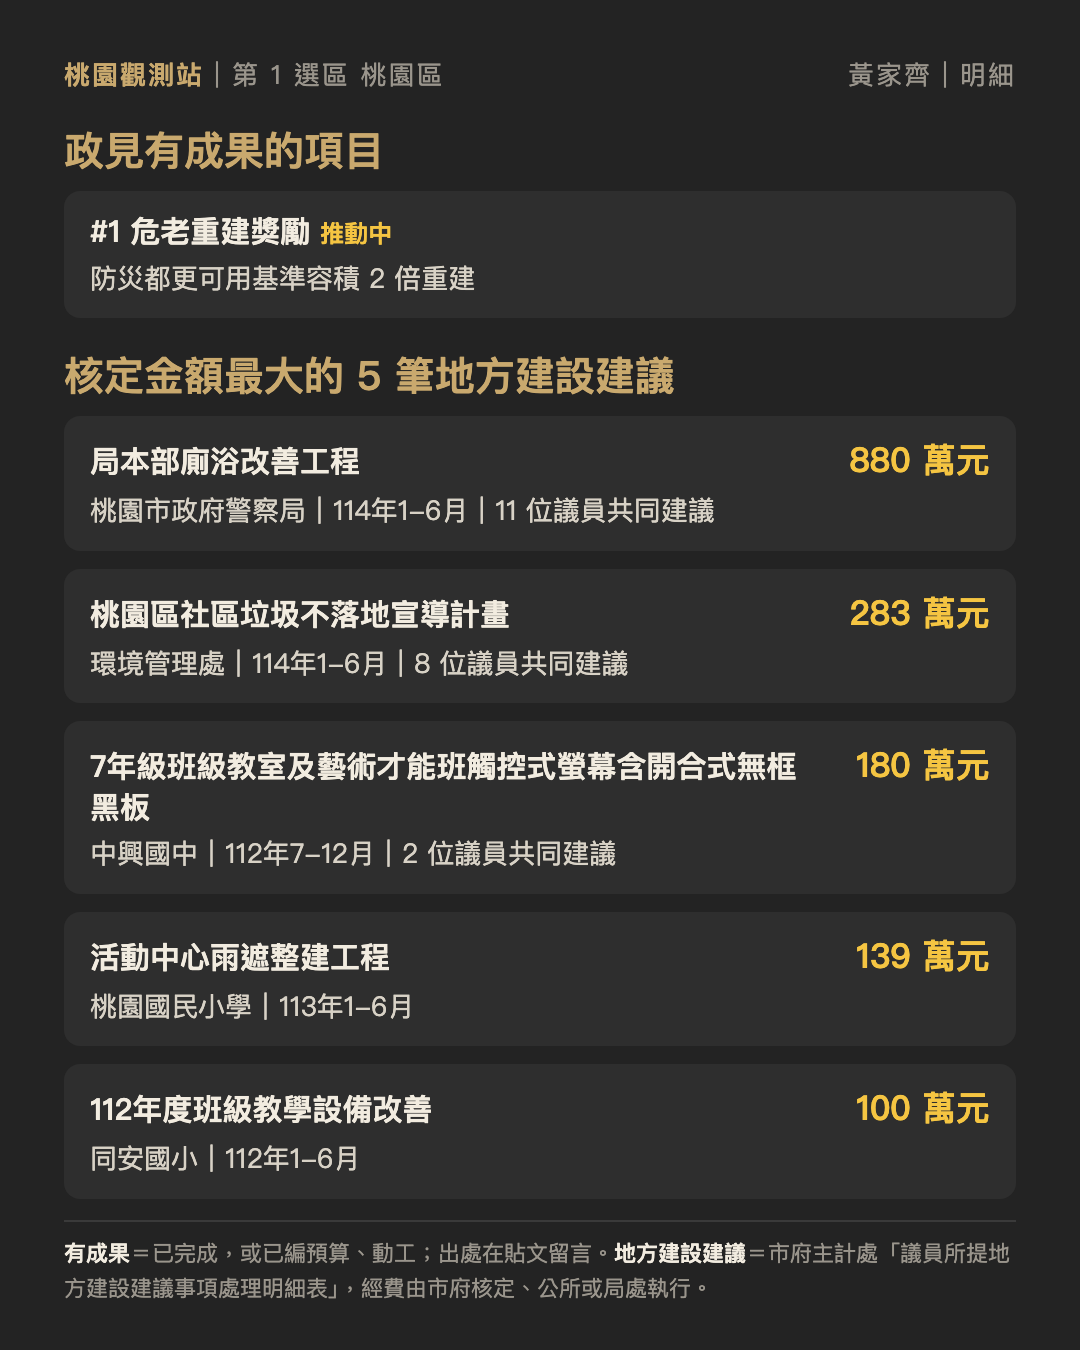 桃園觀測站｜第 1 選區 桃園區
黃家齊｜明細
政見有成果的項目
#1 危老重建獎勵 推動中
防災都更可用基準容積 2 倍重建
核定金額最大的 5 筆地方建設建議
局本部廁浴改善工程
880 萬元
桃園市政府警察局｜114年1–6月｜11 位議員共同建議
桃園區社區垃圾不落地宣導計畫
283 萬元
環境管理處｜114年1–6月｜8 位議員共同建議
7年級班級教室及藝術才能班觸控式螢幕含開合式無框
黑板
180 萬元
中興國中｜112年7–12月｜2 位議員共同建議
活動中心雨遮整建工程
139 萬元
桃園國民小學｜113年1–6月
112年度班級教學設備改善
100 萬元
同安國小｜112年1–6月
有成果＝已完成，或已編預算、動工；出處在貼文留言。地方建設建議＝市府主計處「議員所提地
方建設建議事項處理明細表」，經費由市府核定、公所或局處執行。